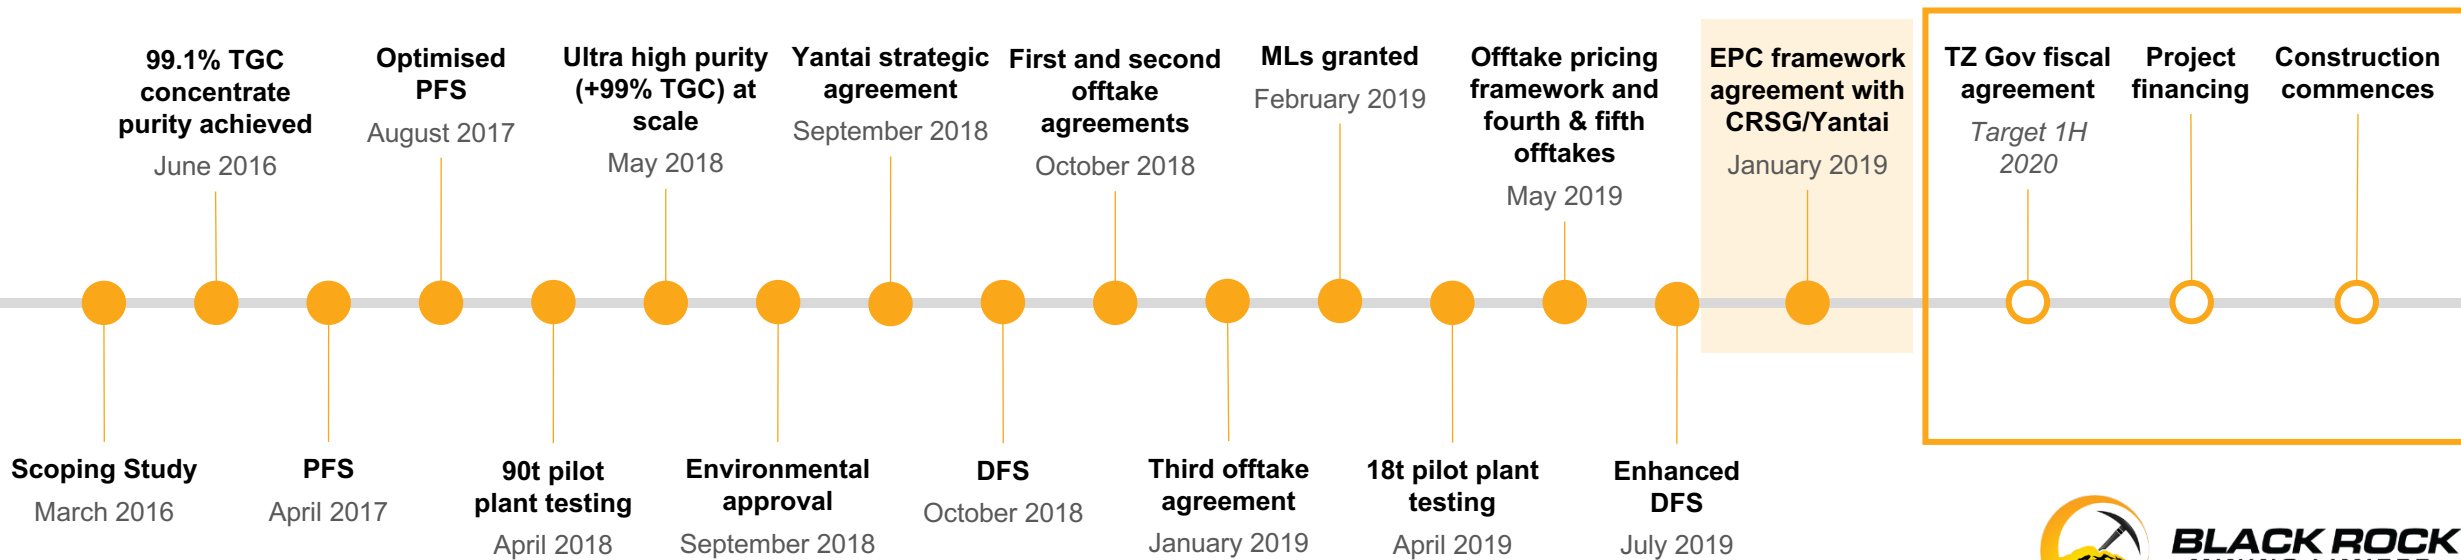 99.1% TGC
concentrate
purity achieved
June 2016
Optimised
PFS
August 2017
Ultra high purity
(+99% TGC) at
scale
May 2018
Yantai strategic
agreement
September 2018
First and second
offtake
agreements
October 2018
MLs granted
February 2019
Offtake pricing
framework and
fourth & fifth
offtakes
May 2019
EPC framework
agreement with
CRSG/Yantai
January 2019
TZ Gov fiscal
agreement
Target 1H
2020
Project
financing
Construction
commences
Scoping Study
March 2016
PFS
April 2017
90t pilot
plant testing
April 2018
Environmental
approval
September 2018
DFS
October 2018
Third offtake
agreement
January 2019
18t pilot plant
testing
April 2019
Enhanced
DFS
July 2019
BLACK ROCK